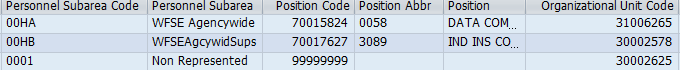 Personnel Subarea Code Personnel Subarea Position Code Position Abbr Position Organizational Unit Code
00HA WFSE Agencywide 70015824 0058 DATA COM... 31006265
00HB WFSEAgcywidSups 70017627 3089 IND INS CO... 30002578
0001 Non Represented 99999999 30002625